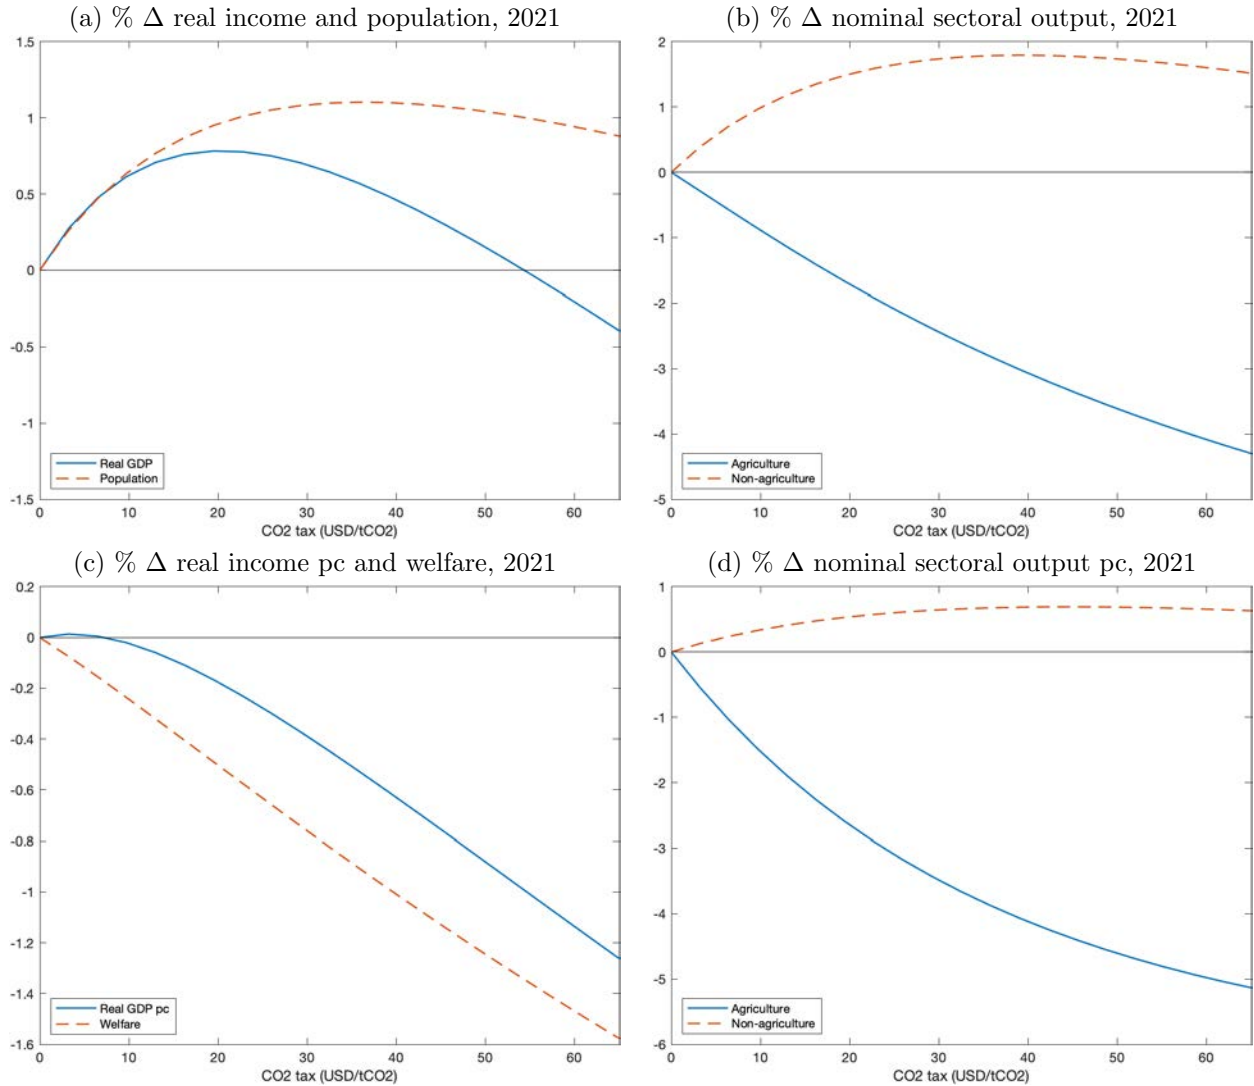 (a) % Δ real income and population, 2021
1.5
1
0.5
0
-0.5
-1
-1.5
Real GDP
Population
0 10 20 30 40 50 60
CO2 tax (USD/tCO2)
(b) % Δ nominal sectoral output, 2021
2
1
0
-1
-2
-3
-4
-5
Agriculture
Non-agriculture
0 10 20 30 40 50 60
CO2 tax (USD/tCO2)
(c) % Δ real income pc and welfare, 2021
0.2
0
-0.2
-0.4
-0.6
-0.8
-1
-1.2
-1.4
-1.6
Real GDP pc
Welfare
0 10 20 30 40 50 60
CO2 tax (USD/tCO2)
(d) % Δ nominal sectoral output pc, 2021
1
0
-1
-2
-3
-4
-5
-6
Agriculture
Non-agriculture
0 10 20 30 40 50 60
CO2 tax (USD/tCO2)